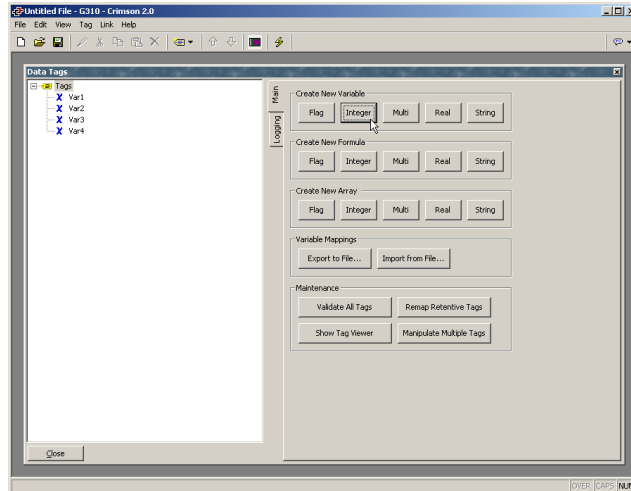 Untitled File - G310 - Crimson 2.0
File Edit View Tag Link Help
Data Tags
Tags
Var1
Var2
Var3
Var4
Main
Logging
Create New Variable
Flag Integer Multi Real String
Create New Formula
Flag Integer Multi Real String
Create New Array
Flag Integer Multi Real String
Variable Mappings
Export to File... Import from File...
Maintenance
Validate All Tags Remap Retentive Tags
Show Tag Viewer Manipulate Multiple Tags
Close
OVER CAPS NUM